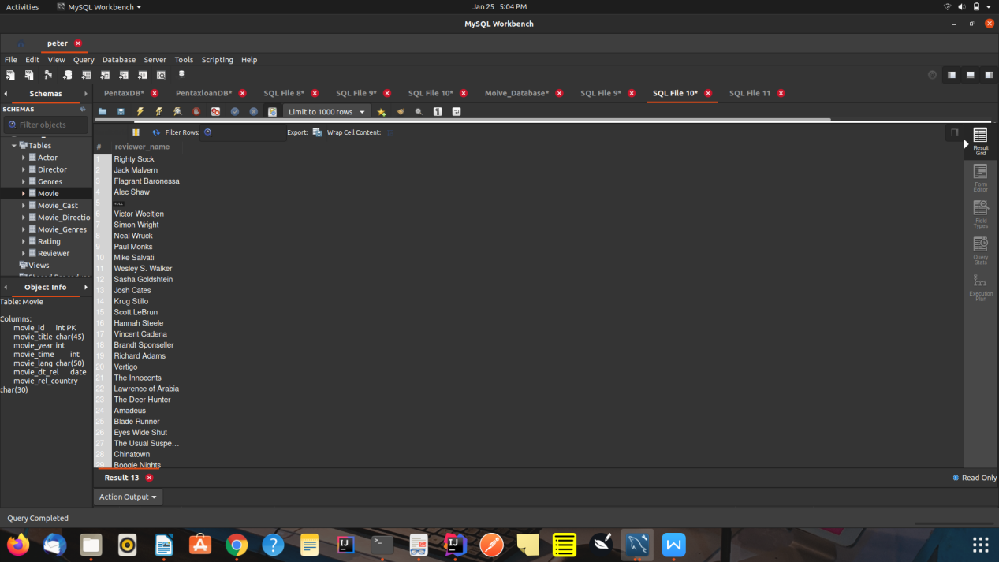 Activities MySQL Workbench Jan 25 5:04 PM
MySQL Workbench
peter
File Edit View Query Database Server Tools Scripting Help
Schemas PentaxDB* PentaxloanDB* SQL File 8* SQL File 9* SQL File 10* Moive_Database* SQL File 9* SQL File 10* SQL File 11
SCHEMAS
Limit to 1000 rows
Filter objects
Filter Rows: Export: Wrap Cell Content:
Tables
Actor
Director
Genres
Movie
Movie_Cast
Movie_Directio
Movie_Genres
Rating
Reviewer
Views
Object Info
Table: Movie
Columns:
movie_id int PK
movie_title char(45)
movie_year int
movie_time int
movie_lang char(50)
movie_dt_rel date
movie_rel_country
char(30)
# reviewer_name
1 Righty Sock
2 Jack Malvern
3 Flagrant Baronessa
4 Alec Shaw
5 NULL
6 Victor Woeltjen
7 Simon Wright
8 Neal Wruck
9 Paul Monks
10 Mike Salvati
11 Wesley S. Walker
12 Sasha Goldshtein
13 Josh Cates
14 Krug Stillo
15 Scott LeBrun
16 Hannah Steele
17 Vincent Cadena
18 Brandt Sponseller
19 Richard Adams
20 Vertigo
21 The Innocents
22 Lawrence of Arabia
23 The Deer Hunter
24 Amadeus
25 Blade Runner
26 Eyes Wide Shut
27 The Usual Suspe...
28 Chinatown
29 Boogie Nights
Result
Grid
Form
Editor
Field
Types
Query
Stats
Execution
Plan
Result 13 Read Only
Action Output
Query Completed